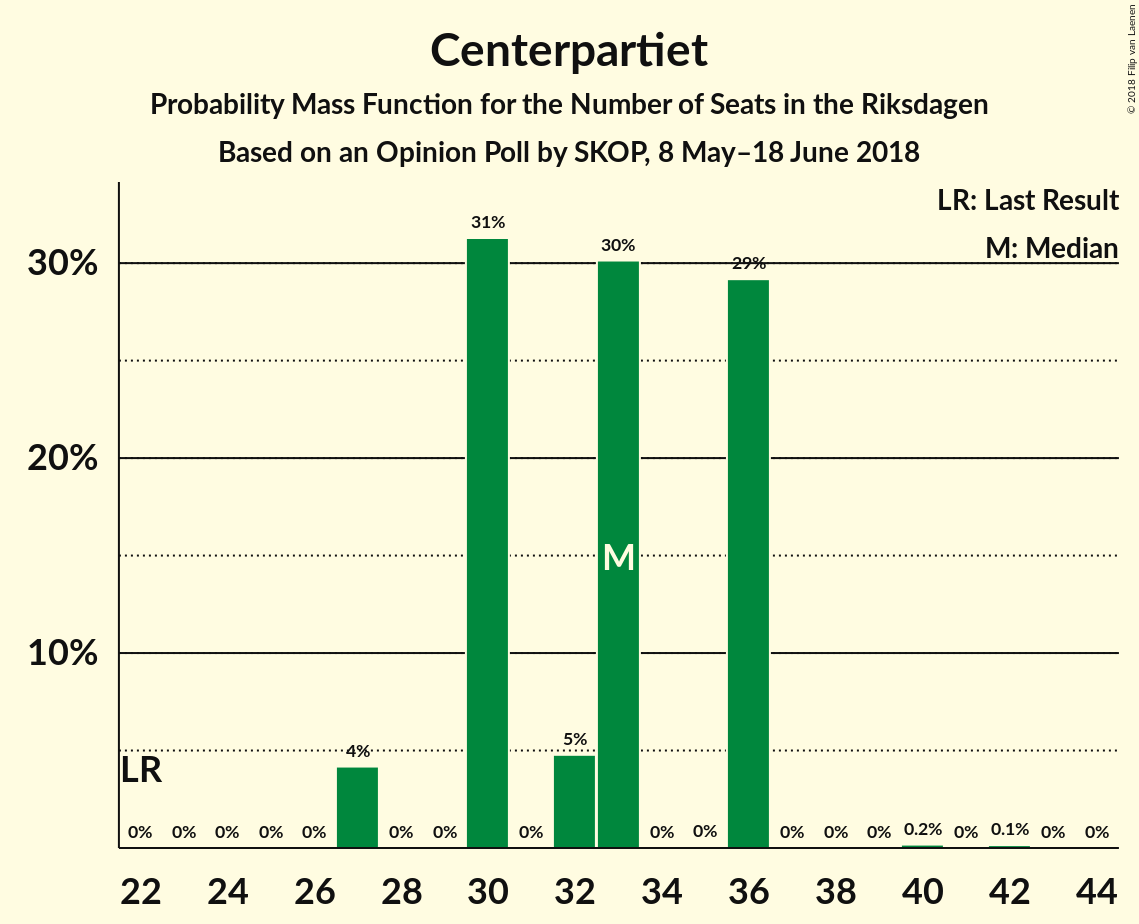 Centerpartiet
Probability Mass Function for the Number of Seats in the Riksdagen
Based on an Opinion Poll by SKOP, 8 May–18 June 2018
© 2018 Filip van Laenen
LR: Last Result
M: Median
30%
20%
10%
31%
30%
29%
M
4%
5%
LR
0% 0% 0% 0% 0% 0% 0% 0% 0% 0% 0% 0% 0% 0.2% 0% 0.1% 0% 0%
22 24 26 28 30 32 34 36 38 40 42 44